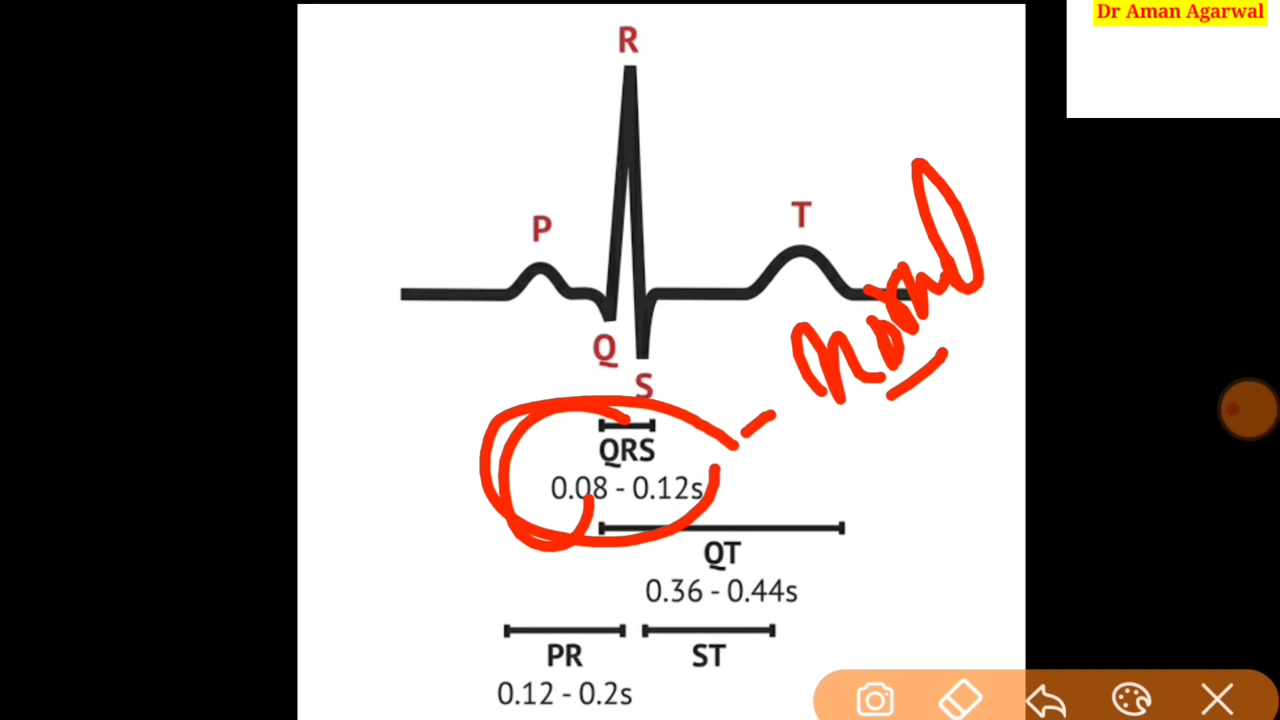 Dr Aman Agarwal
R
P
T
Q
S
Normal
QRS
0.08 - 0.12s
QT
0.36 - 0.44s
PR
ST
0.12 - 0.2s